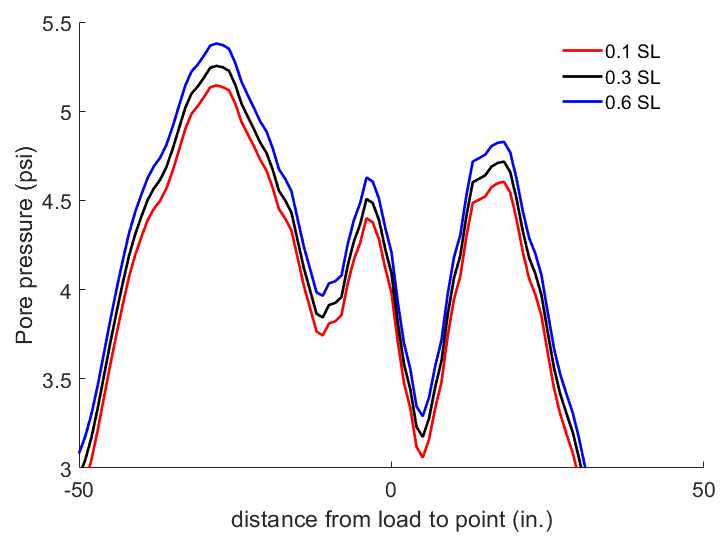 5.5
0.1 SL
0.3 SL
0.6 SL
5
4.5
4
3.5
3
Pore pressure (psi)
-50
0
50
distance from load to point (in.)